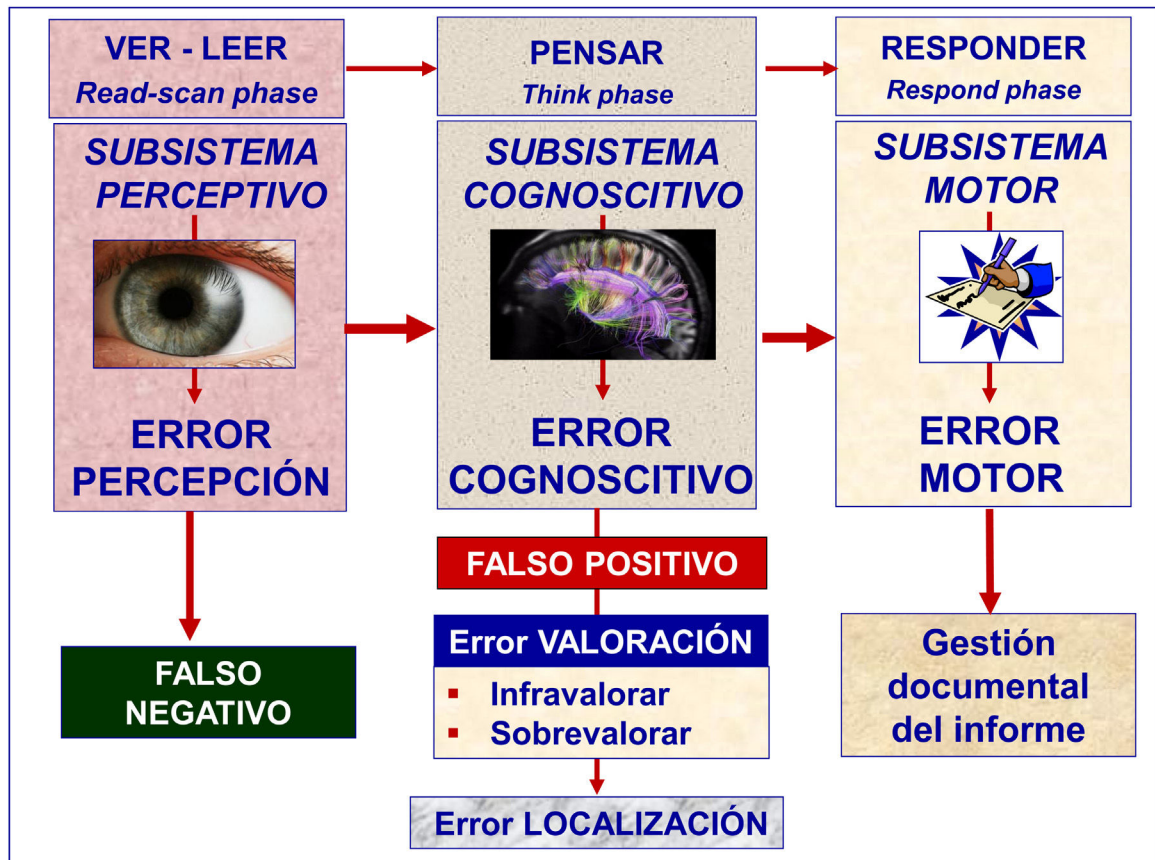 VER - LEER
Read-scan phase
PENSAR
Think phase
RESPONDER
Respond phase
SUBSISTEMA
PERCEPTIVO
ERROR
PERCEPCIÓN
FALSO
NEGATIVO
SUBSISTEMA
COGNOSCITIVO
ERROR
COGNOSCITIVO
FALSO POSITIVO
Error VALORACIÓN
▪ Infravalorar
▪ Sobrevalorar
Error LOCALIZACIÓN
SUBSISTEMA
MOTOR
ERROR
MOTOR
Gestión
documental
del informe